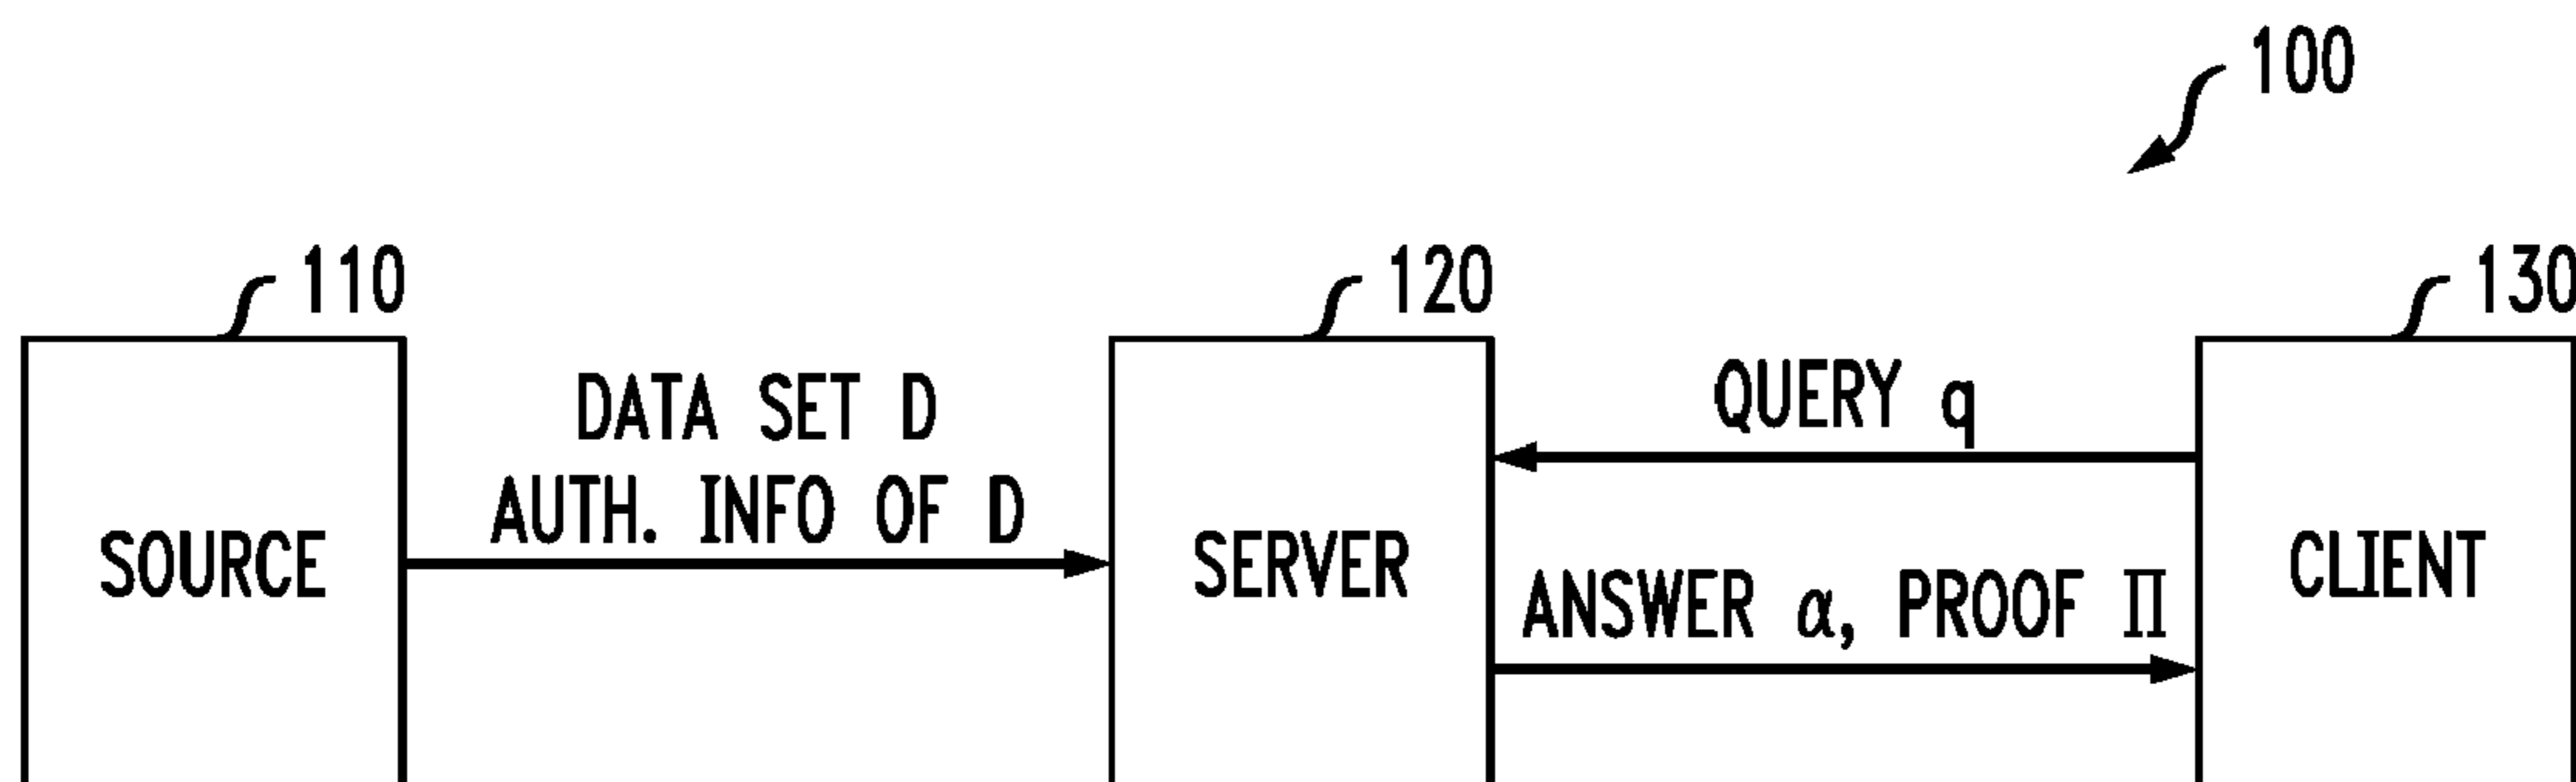 100
110
120
130
DATA SET D
AUTH. INFO OF D
QUERY q
SOURCE
SERVER
ANSWER α, PROOF Π
CLIENT